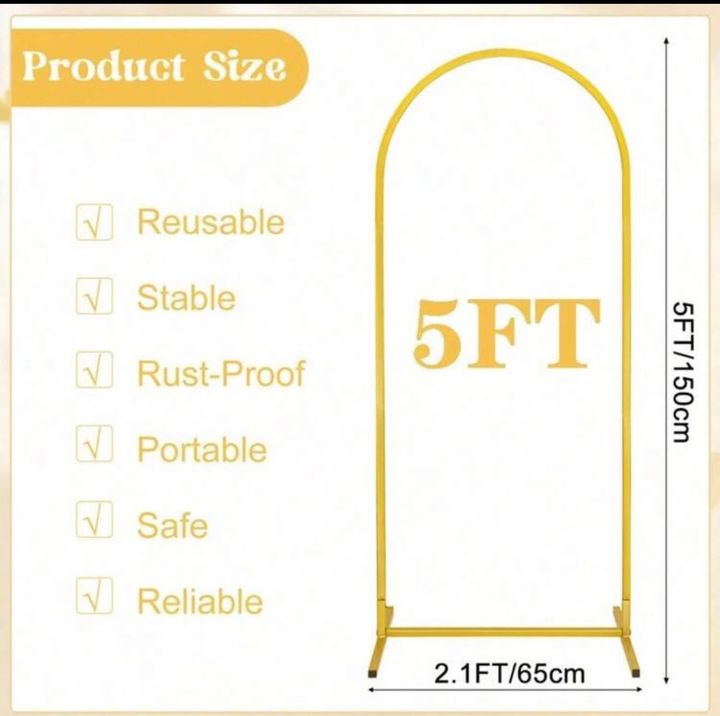 Product Size
√ Reusable
√ Stable
√ Rust-Proof
√ Portable
√ Safe
√ Reliable
5FT
5FT/150cm
2.1FT/65cm